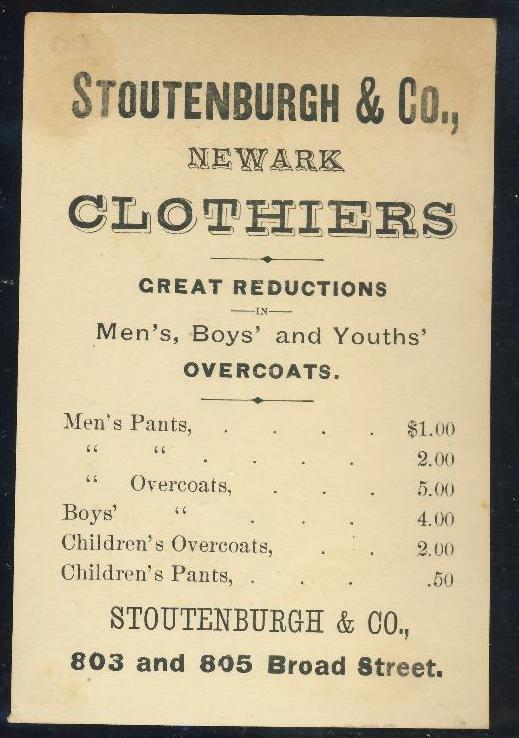 STOUTENBURGH & CO.,
NEWARK
CLOTHIERS
GREAT REDUCTIONS
IN
Men's, Boys' and Youths'
OVERCOATS.
Men's Pants, . . . . $1.00
“ “ . . . . 2.00
“ Overcoats, . . . 5.00
Boys' “ . . . 4.00
Children's Overcoats, . . 2.00
Children's Pants, . . . .50
STOUTENBURGH & CO.,
803 and 805 Broad Street.